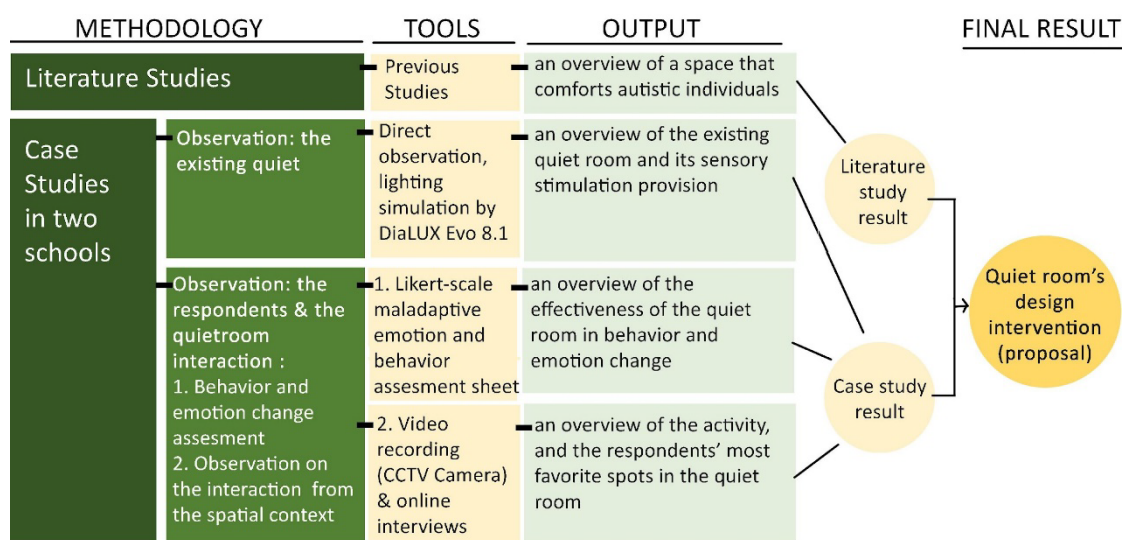 METHODOLOGY
TOOLS
OUTPUT
FINAL RESULT
Literature Studies
Previous
Studies
an overview of a space that
comforts autistic individuals
Case
Studies
in two
schools
Observation: the
existing quiet
Direct
observation,
lighting
simulation by
DiaLUX Evo 8.1
an overview of the existing
quiet room and its sensory
stimulation provision
Observation: the
respondents & the
quietroom
interaction :
1. Behavior and
emotion change
assesment
2. Observation on
the interaction from
the spatial context
1. Likert-scale
maladaptive
emotion and
behavior
assesment sheet
an overview of the
effectiveness of the quiet
room in behavior and
emotion change
2. Video
recording
(CCTV Camera)
& online
interviews
an overview of the activity,
and the respondents’ most
favorite spots in the quiet
room
Literature
study
result
Case study
result
Quiet room’s
design
intervention
(proposal)